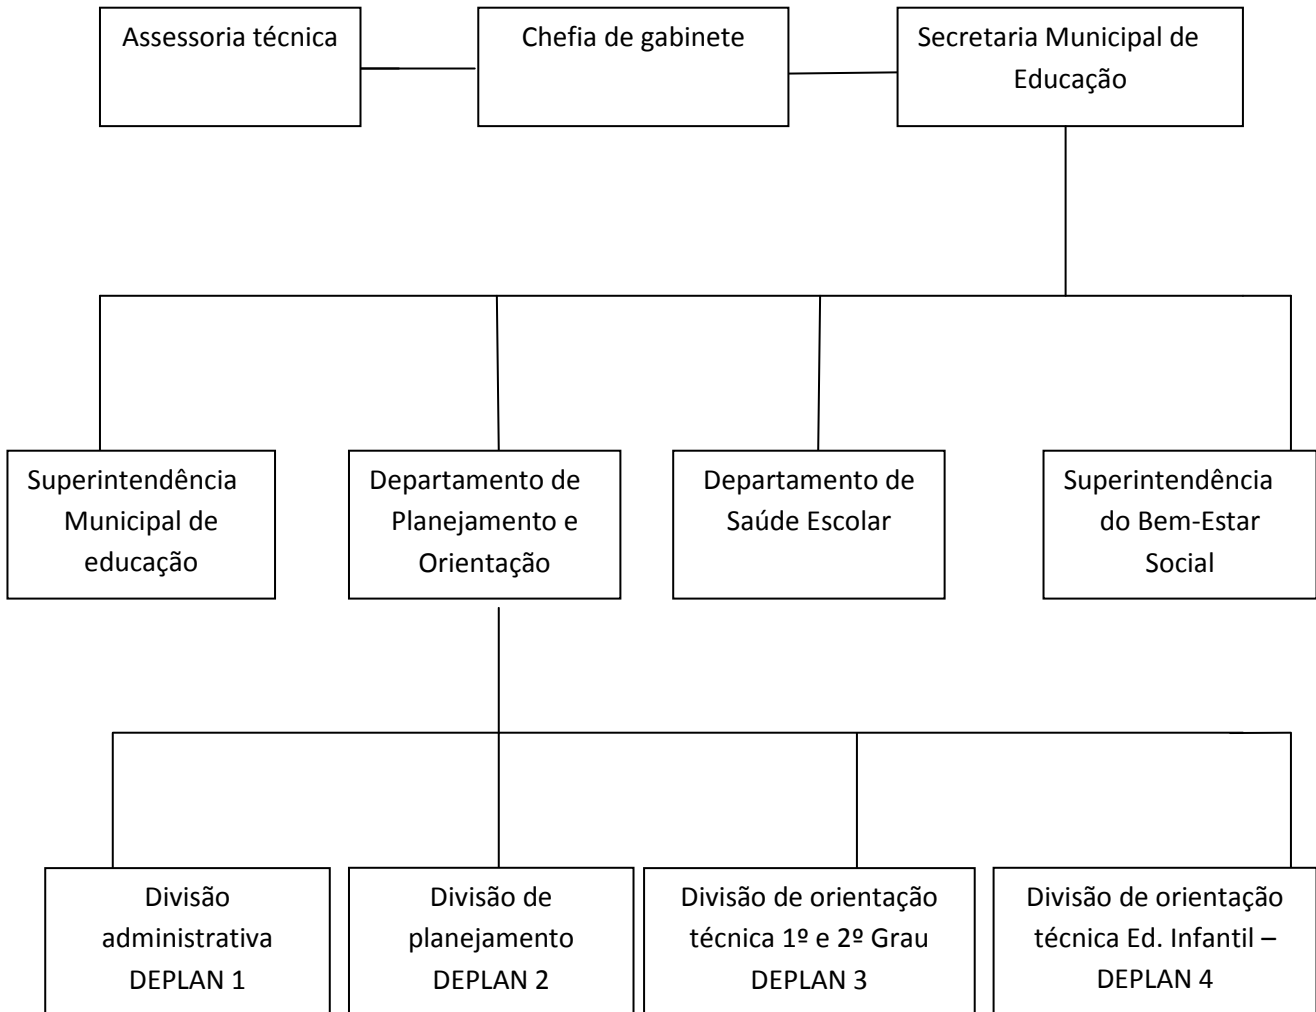 Assessoria técnica
Chefia de gabinete
Secretaria Municipal de
Educação
Superintendência
Municipal de
educação
Departamento de
Planejamento e
Orientação
Departamento de
Saúde Escolar
Superintendência
do Bem-Estar
Social
Divisão
administrativa
DEPLAN 1
Divisão de
planejamento
DEPLAN 2
Divisão de orientação
técnica 1º e 2º Grau
DEPLAN 3
Divisão de orientação
técnica Ed. Infantil –
DEPLAN 4